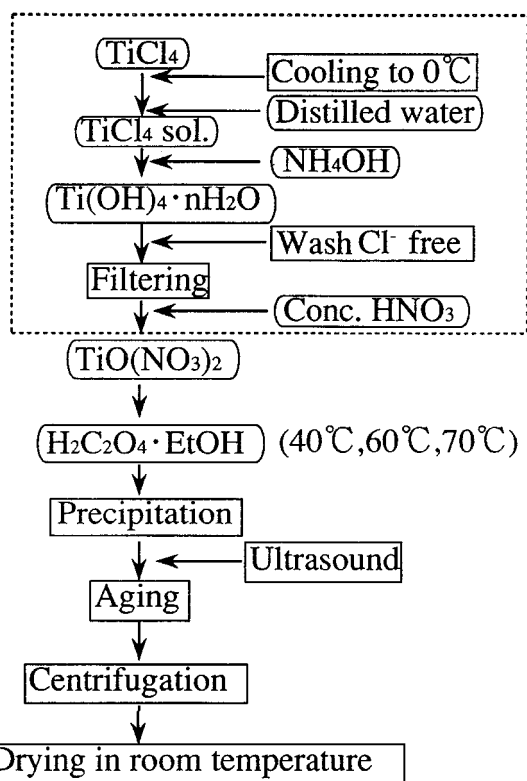 TiCl4
Cooling to 0℃
Distilled water
TiCl4 sol.
NH4OH
Ti(OH)4·nH2O
Wash Cl- free
Filtering
Conc. HNO3
TiO(NO3)2
H2C2O4·EtOH (40℃,60℃,70℃)
Precipitation
Ultrasound
Aging
Centrifugation
Drying in room temperature